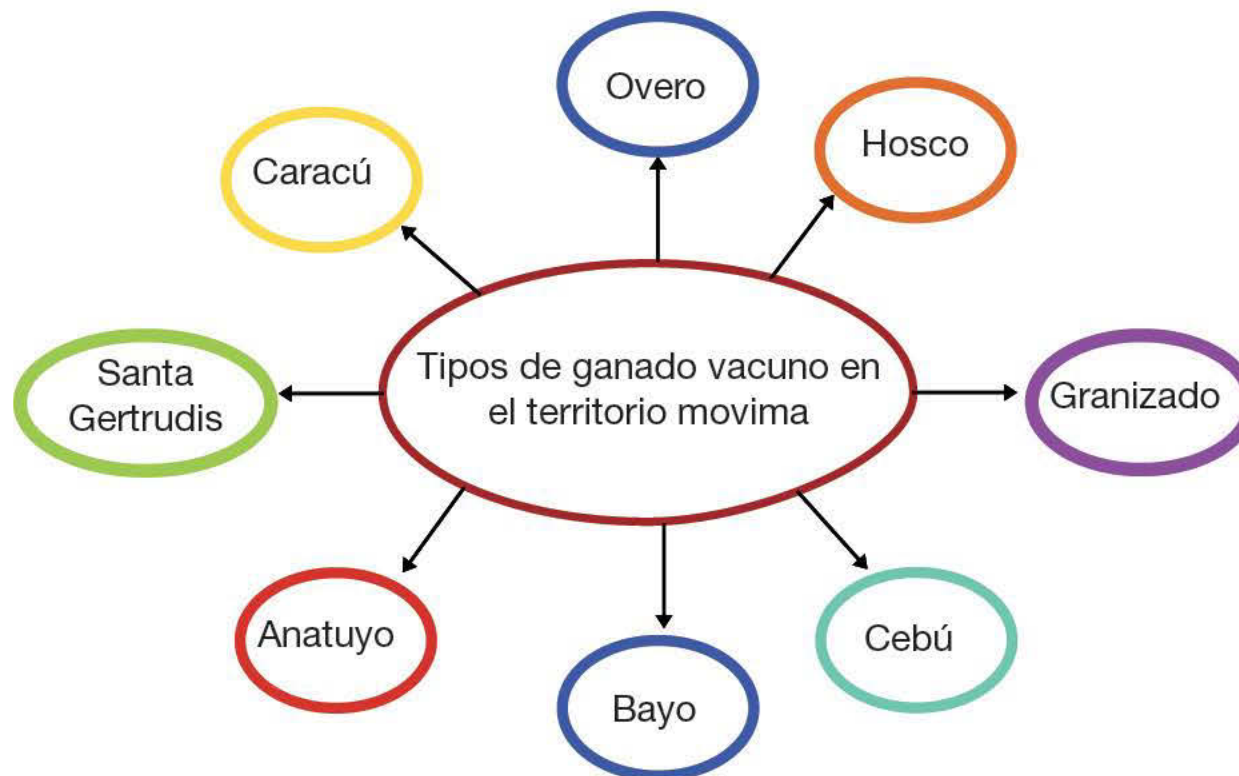 Overo
Hosco
Caracú
Tipos de ganado vacuno en
el territorio movima
Santa
Gertrudis
Granizado
Anatuyo
Cebú
Bayo